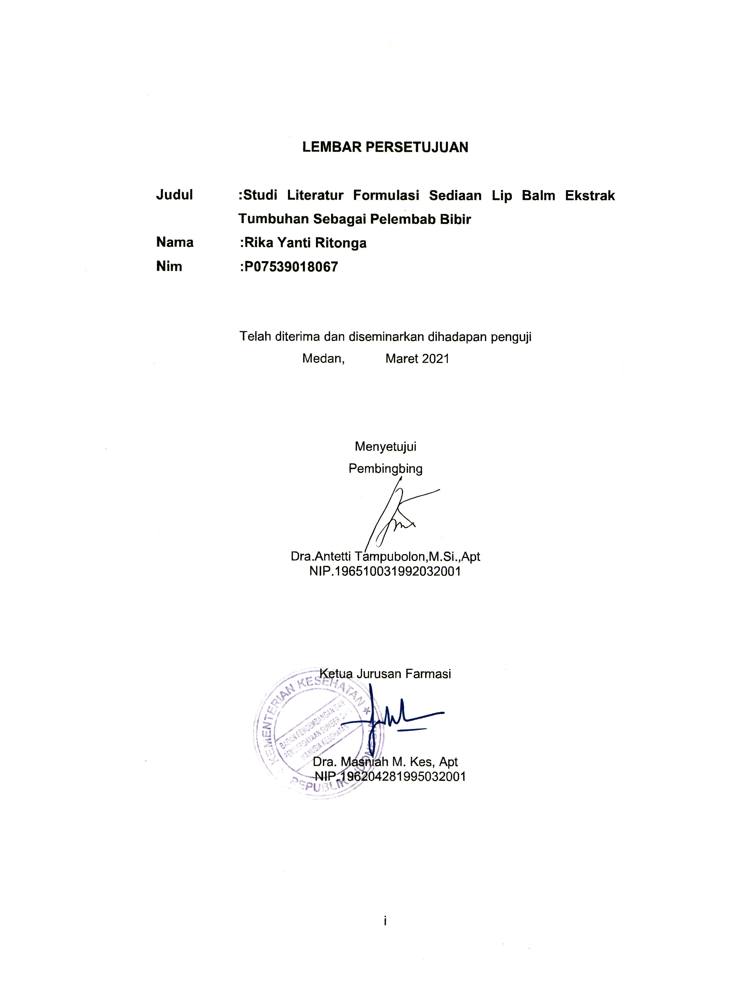 LEMBAR PERSETUJUAN
Judul :Studi Literatur Formulasi Sediaan Lip Balm Ekstrak
Tumbuhan Sebagai Pelembab Bibir
Nama :Rika Yanti Ritonga
Nim :P07539018067
Telah diterima dan diseminarkan dihadapan penguji
Medan, Maret 2021
Menyetujui
Pembingbing
Dra.Antetti Tampubolon,M.Si.,Apt
NIP.196510031992032001
Ketua Jurusan Farmasi
KEMENTERIAN KESEHATAN
BADAN PENGEMBANGAN DAN
PEMBERDAYAAN SUMBER DAYA
MANUSIA KESEHATAN
REPUBLIK INDONESIA
Dra. Masniah M. Kes, Apt
NIP.196204281995032001
i